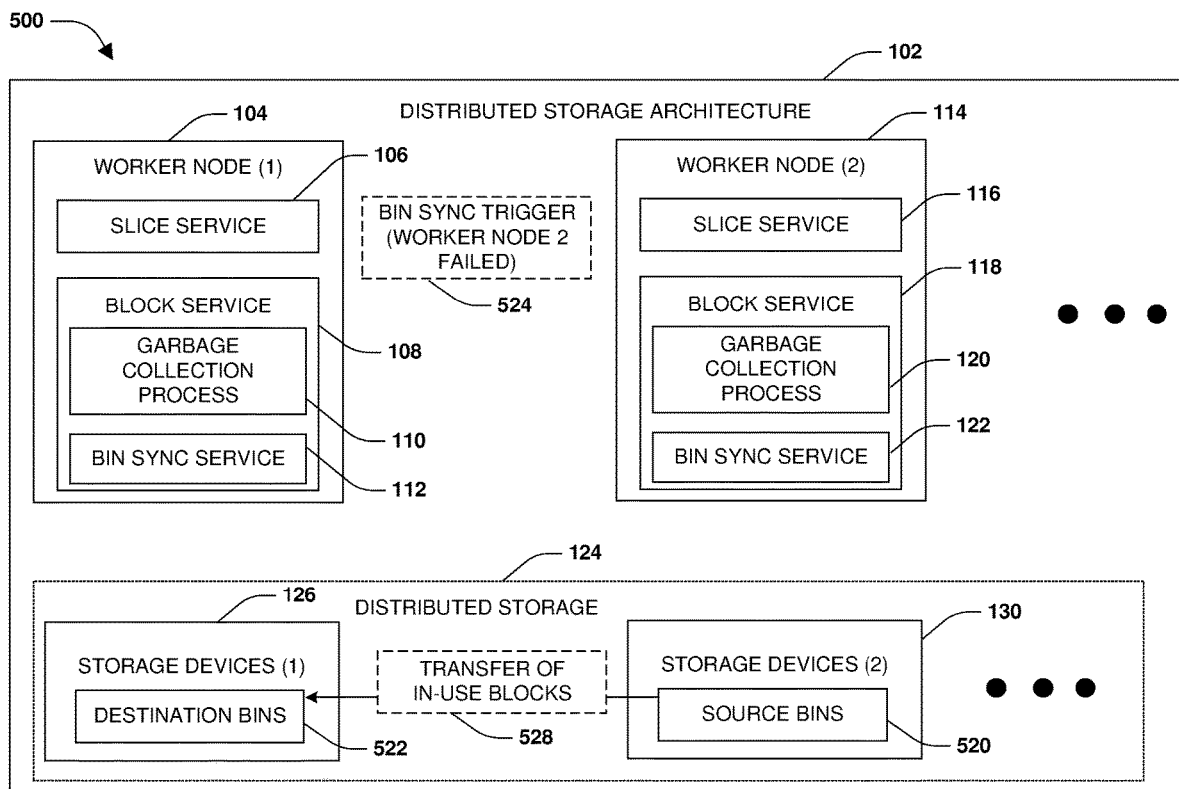 500
102
DISTRIBUTED STORAGE ARCHITECTURE
104
WORKER NODE (1)
106
SLICE SERVICE
BLOCK SERVICE
108
GARBAGE
COLLECTION
PROCESS
110
BIN SYNC SERVICE
112
BIN SYNC TRIGGER
(WORKER NODE 2
FAILED)
524
114
WORKER NODE (2)
116
SLICE SERVICE
118
BLOCK SERVICE
GARBAGE
COLLECTION
PROCESS
120
122
BIN SYNC SERVICE
124
DISTRIBUTED STORAGE
126
STORAGE DEVICES (1)
DESTINATION BINS
522
TRANSFER OF
IN-USE BLOCKS
528
130
STORAGE DEVICES (2)
SOURCE BINS
520